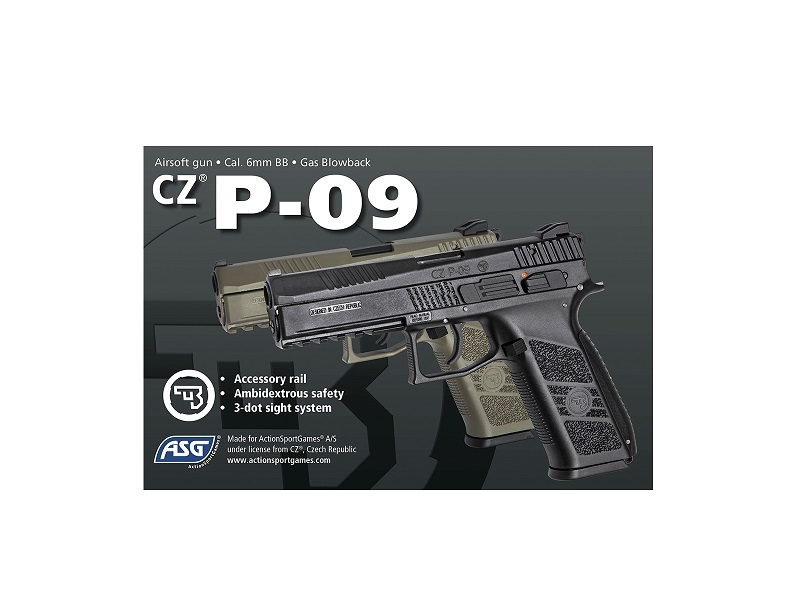 Airsoft gun • Cal. 6mm BB • Gas Blowback
CZ® P-09
CZ P-09
DESIGNED IN CZECH REPUBLIC
• Accessory rail
• Ambidextrous safety
• 3-dot sight system
ASG®
ActionSportGames
Made for ActionSportGames® A/S
under license from CZ®, Czech Republic
www.actionsportgames.com